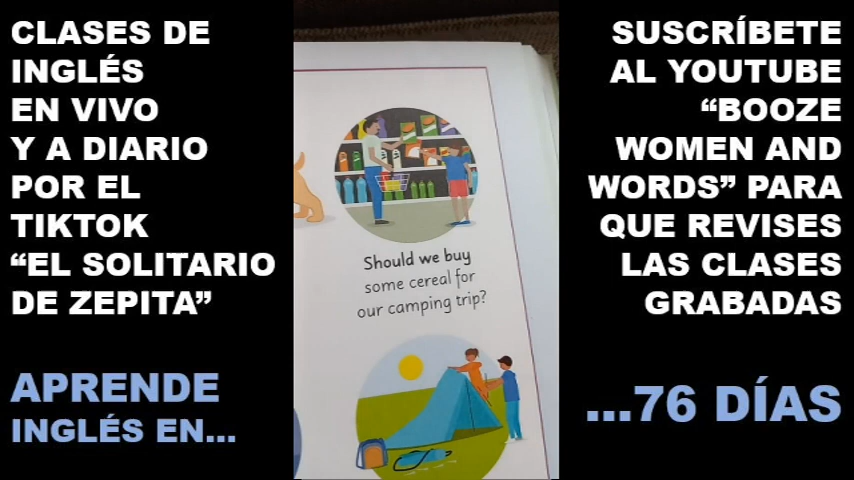 CLASES DE
INGLÉS
EN VIVO
Y A DIARIO
POR EL
TIKTOK
“EL SOLITARIO
DE ZEPITA”
APRENDE
INGLÉS EN...
Should we buy
some cereal for
our camping trip?
SUSCRÍBETE
AL YOUTUBE
“BOOZE
WOMEN AND
WORDS” PARA
QUE REVISES
LAS CLASES
GRABADAS
...76 DÍAS